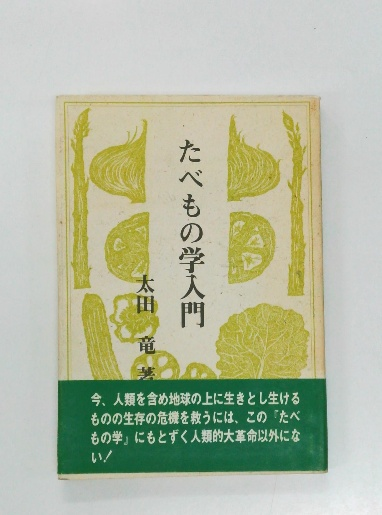 たべもの学入門
太田 竜 著
今、人類を含め地球の上に生きとし生ける
ものの生存の危機を救うには、この『たべ
もの学』にもとずく人類的大革命以外にな
い!